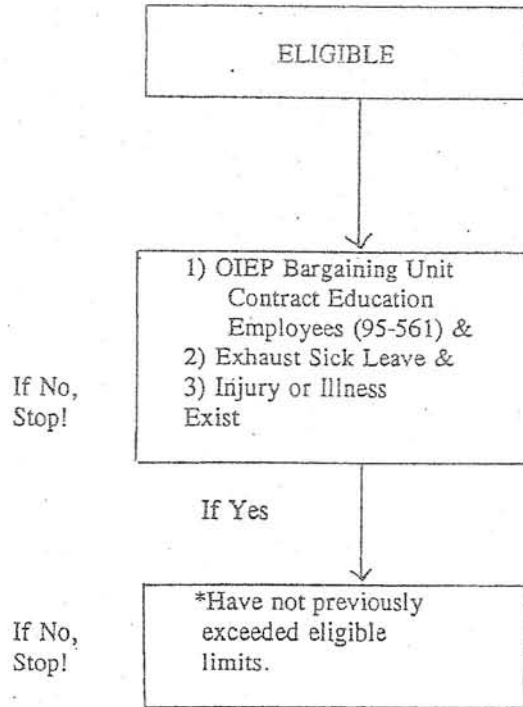 ELIGIBLE
1) OIEP Bargaining Unit
Contract Education
Employees (95-561) &
2) Exhaust Sick Leave &
3) Injury or Illness
Exist
If No,
Stop!
If Yes
*Have not previously
exceeded eligible
limits.
If No,
Stop!